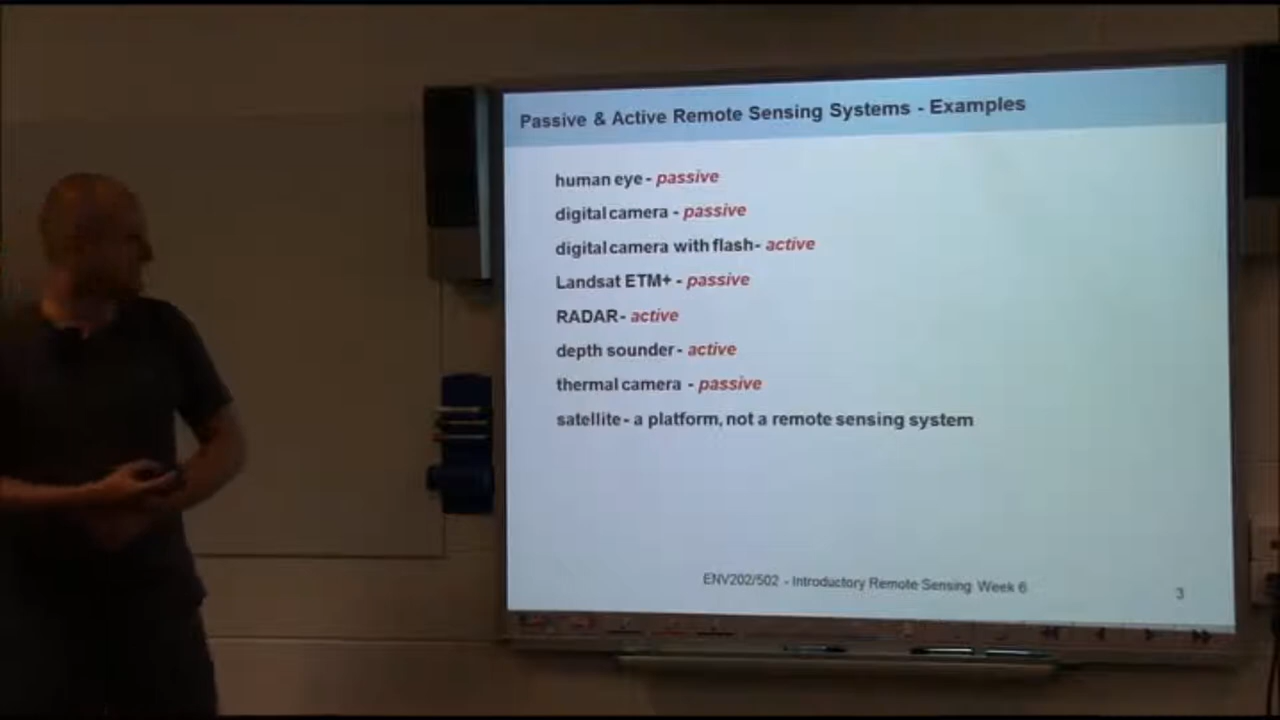 Passive & Active Remote Sensing Systems - Examples
human eye - passive
digital camera - passive
digital camera with flash- active
Landsat ETM+ - passive
RADAR- active
depth sounder- active
thermal camera - passive
satellite - a platform, not a remote sensing system
ENV202/502 - Introductory Remote Sensing Week 6
3